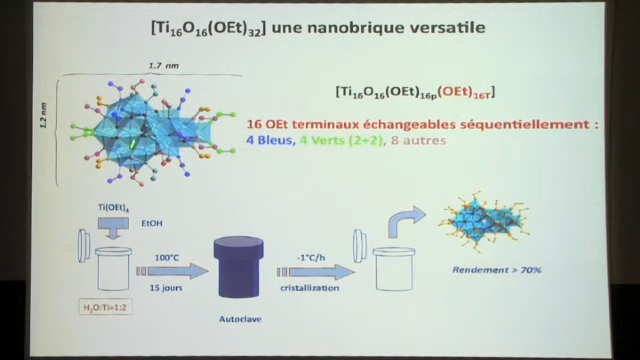 [Ti16O16(OEt)32] une nanobrique versatile
1.7 nm
1.2 nm
[Ti16O16(OEt)16p(OEt)16T]
16 OEt terminaux échangeables séquentiellement :
4 Bleus, 4 Verts (2+2), 8 autres
Ti(OEt)4
EtOH
100°C
15 jours
-1°C/h
cristallization
Rendement > 70%
H2O:Ti=1:2
Autoclave